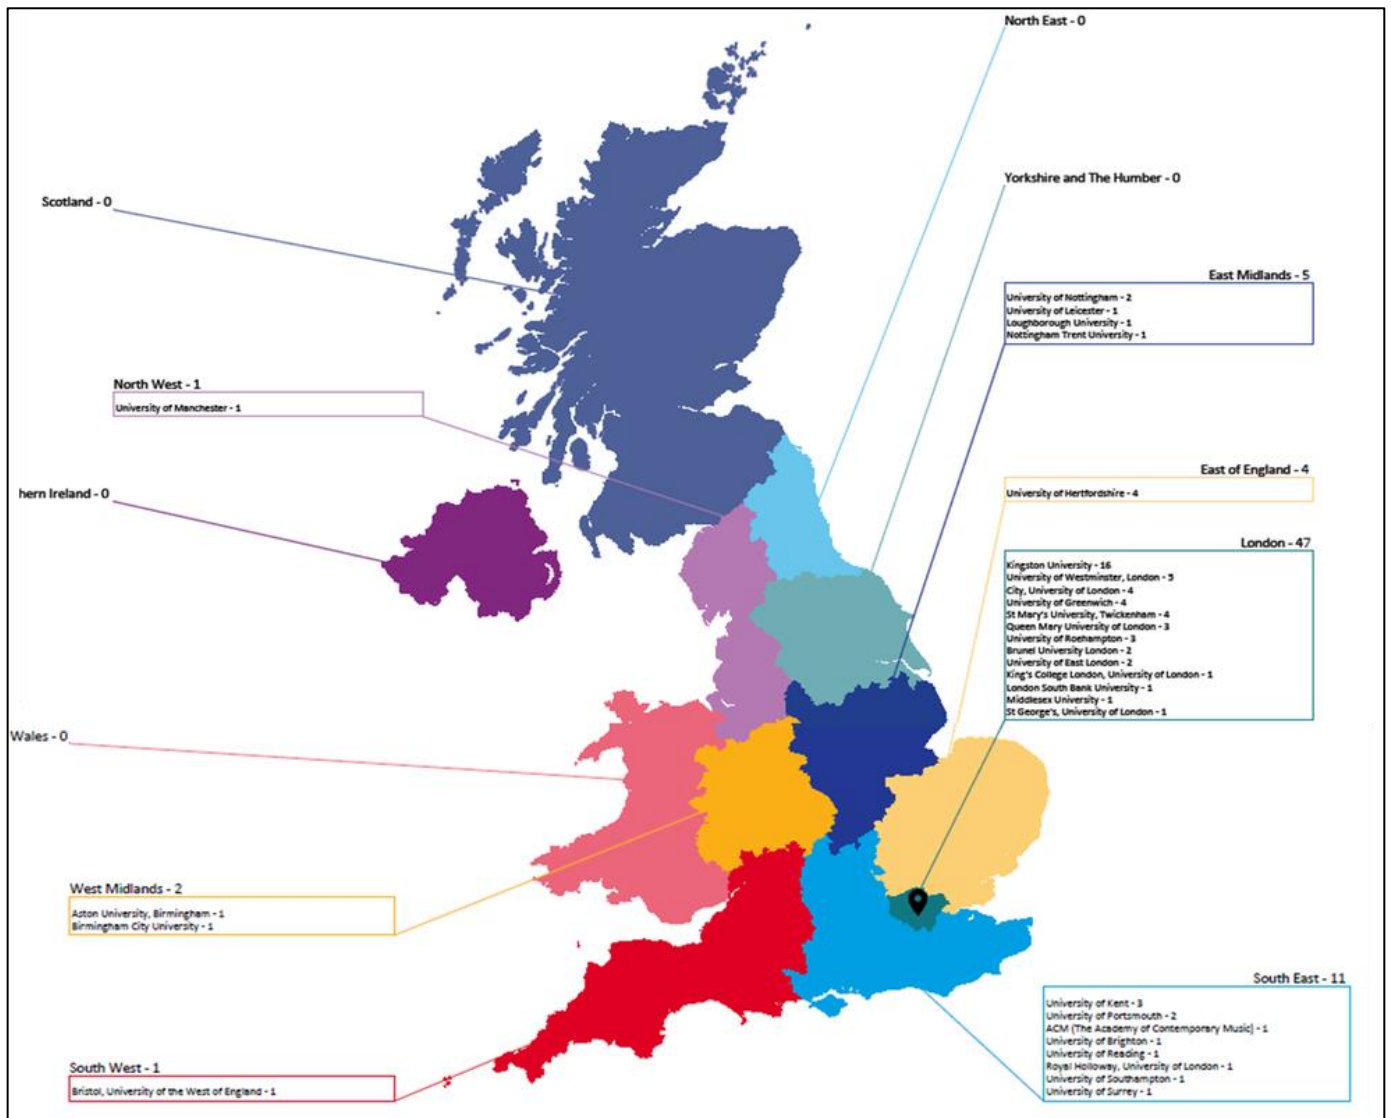 North East - 0
Yorkshire and The Humber - 0
Scotland - 0
East Midlands - 5
University of Nottingham - 2
University of Leicester - 1
Loughborough University - 1
Nottingham Trent University - 1
North West - 1
University of Manchester - 1
East of England - 4
University of Hertfordshire - 4
hern Ireland - 0
London - 47
Kingston University - 16
University of Westminster, London - 5
City, University of London - 4
University of Greenwich - 4
St Mary's University, Twickenham - 4
Queen Mary University of London - 3
University of Roehampton - 3
Brunel University London - 2
University of East London - 2
King's College London, University of London - 1
London South Bank University - 1
Middlesex University - 1
St George's, University of London - 1
Wales - 0
West Midlands - 2
Aston University, Birmingham - 1
Birmingham City University - 1
South East - 11
University of Kent - 3
University of Portsmouth - 2
ACM (The Academy of Contemporary Music) - 1
University of Brighton - 1
University of Reading - 1
Royal Holloway, University of London - 1
University of Southampton - 1
University of Surrey - 1
South West - 1
Bristol, University of the West of England - 1